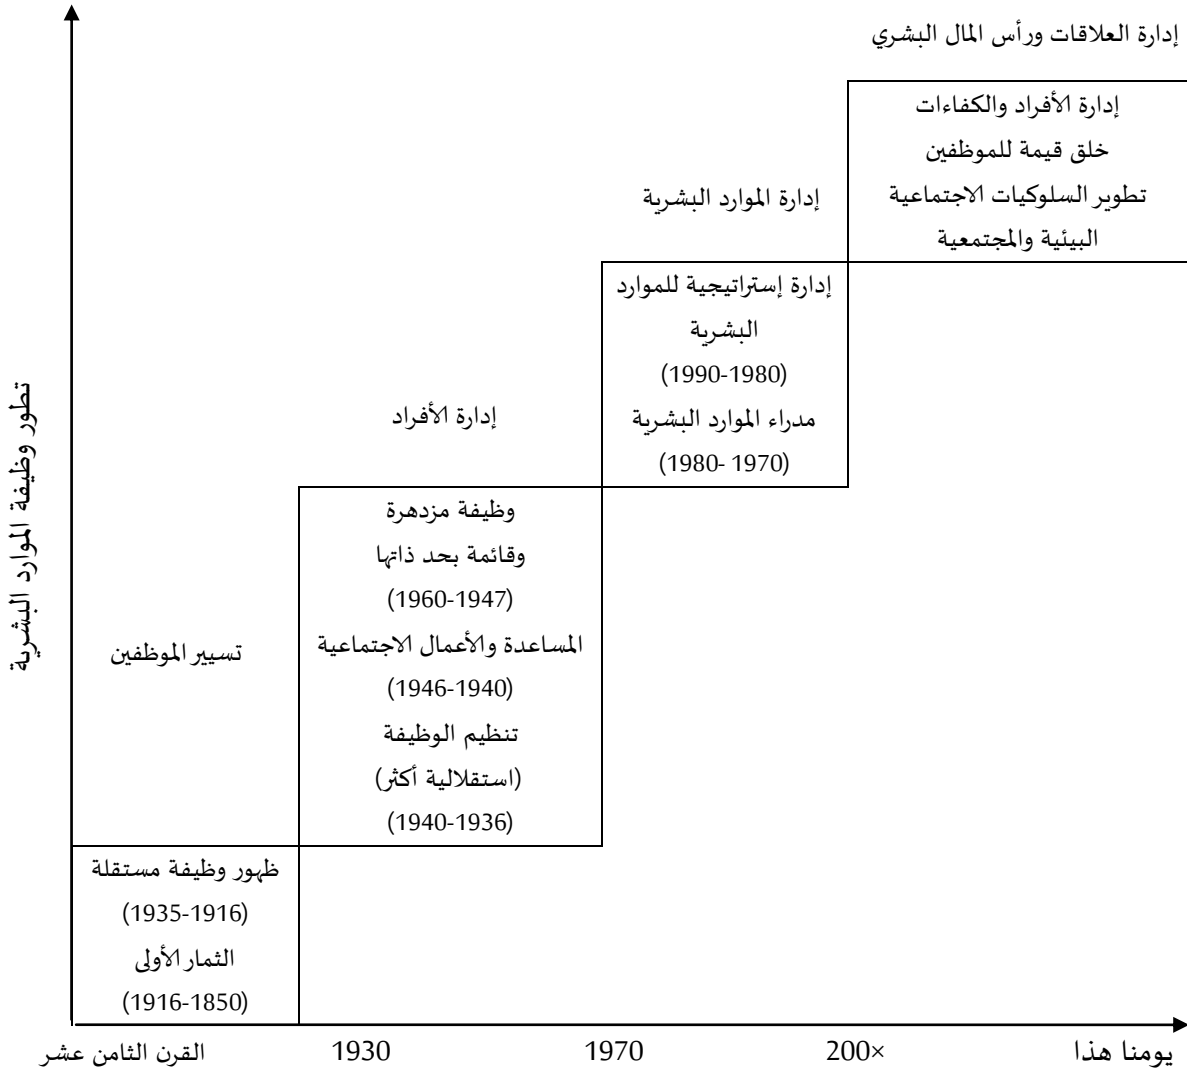 إدارة العلاقات ورأس المال البشري
إدارة الأفراد والكفاءات
خلق قيمة للموظفين
تطوير السلوكيات الاجتماعية
البيئية والمجتمعية
إدارة الموارد البشرية
إدارة إستراتيجية للموارد
البشرية
(1990-1980)
مدراء الموارد البشرية
(1980- 1970)
إدارة الأفراد
وظيفة مزدهرة
وقائمة بحد ذاتها
(1960-1947)
المساعدة والأعمال الاجتماعية
(1946-1940)
تنظيم الوظيفة
(استقلالية أكثر)
(1940-1936)
تسيير الموظفين
ظهور وظيفة مستقلة
(1935-1916)
الثمار الأولى
(1916-1850)
تطور وظيفة الموارد البشرية
القرن الثامن عشر
1930
1970
200×
يومنا هذا